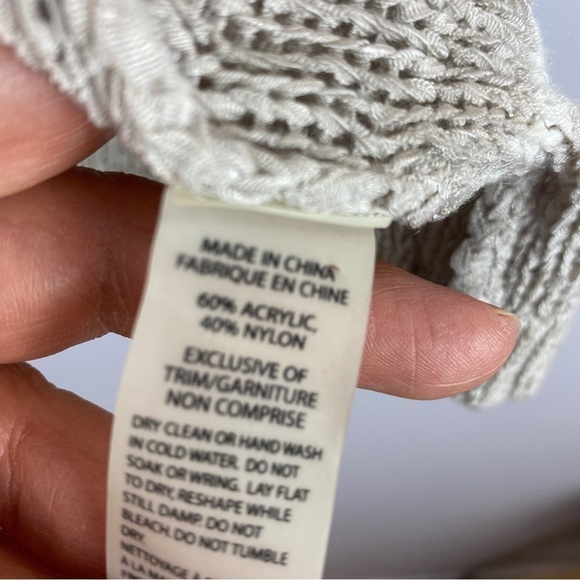 MADE IN CHINA
FABRIQUE EN CHINE
60% ACRYLIC,
40% NYLON
EXCLUSIVE OF
TRIM/GARNITURE
NON COMPRISE
DRY CLEAN OR HAND WASH
IN COLD WATER. DO NOT
SOAK OR WRING. LAY FLAT
TO DRY, RESHAPE WHILE
STILL DAMP. DO NOT
BLEACH. DO NOT TUMBLE
DRY.
NETTOYAGE À
À LA